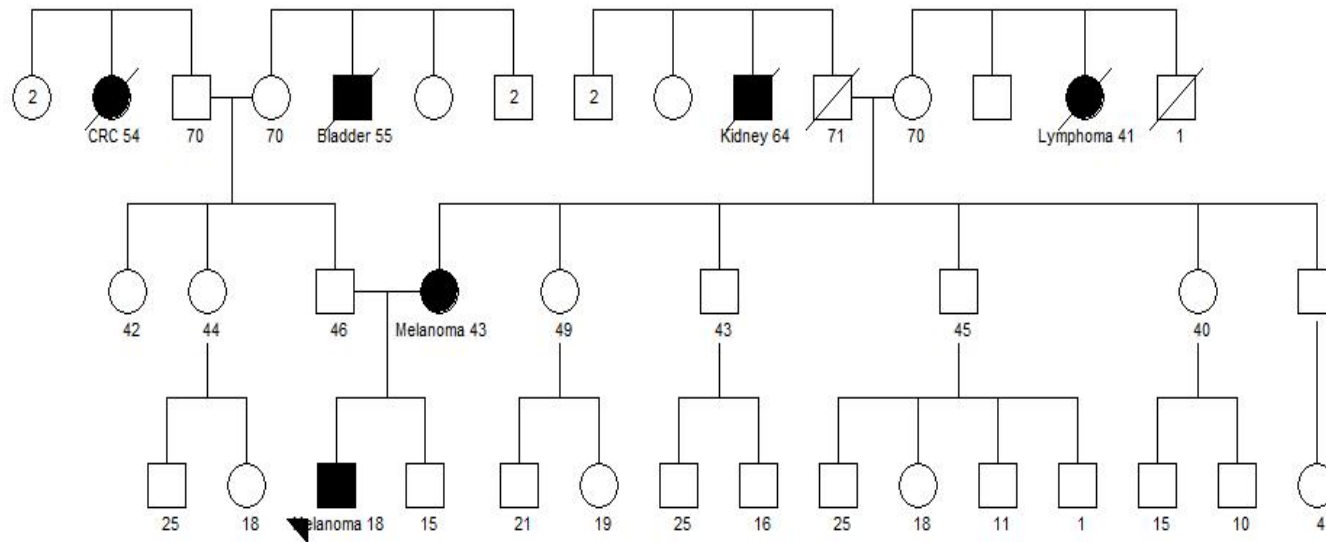 2 2 2
CRC 54 70 70 Bladder 55 Kidney 64 71 70 Lymphoma 41 1
42 44 46 Melanoma 43 49 43 45 40
25 18 Melanoma 18 15 21 19 25 16 25 18 11 1 15 10 4